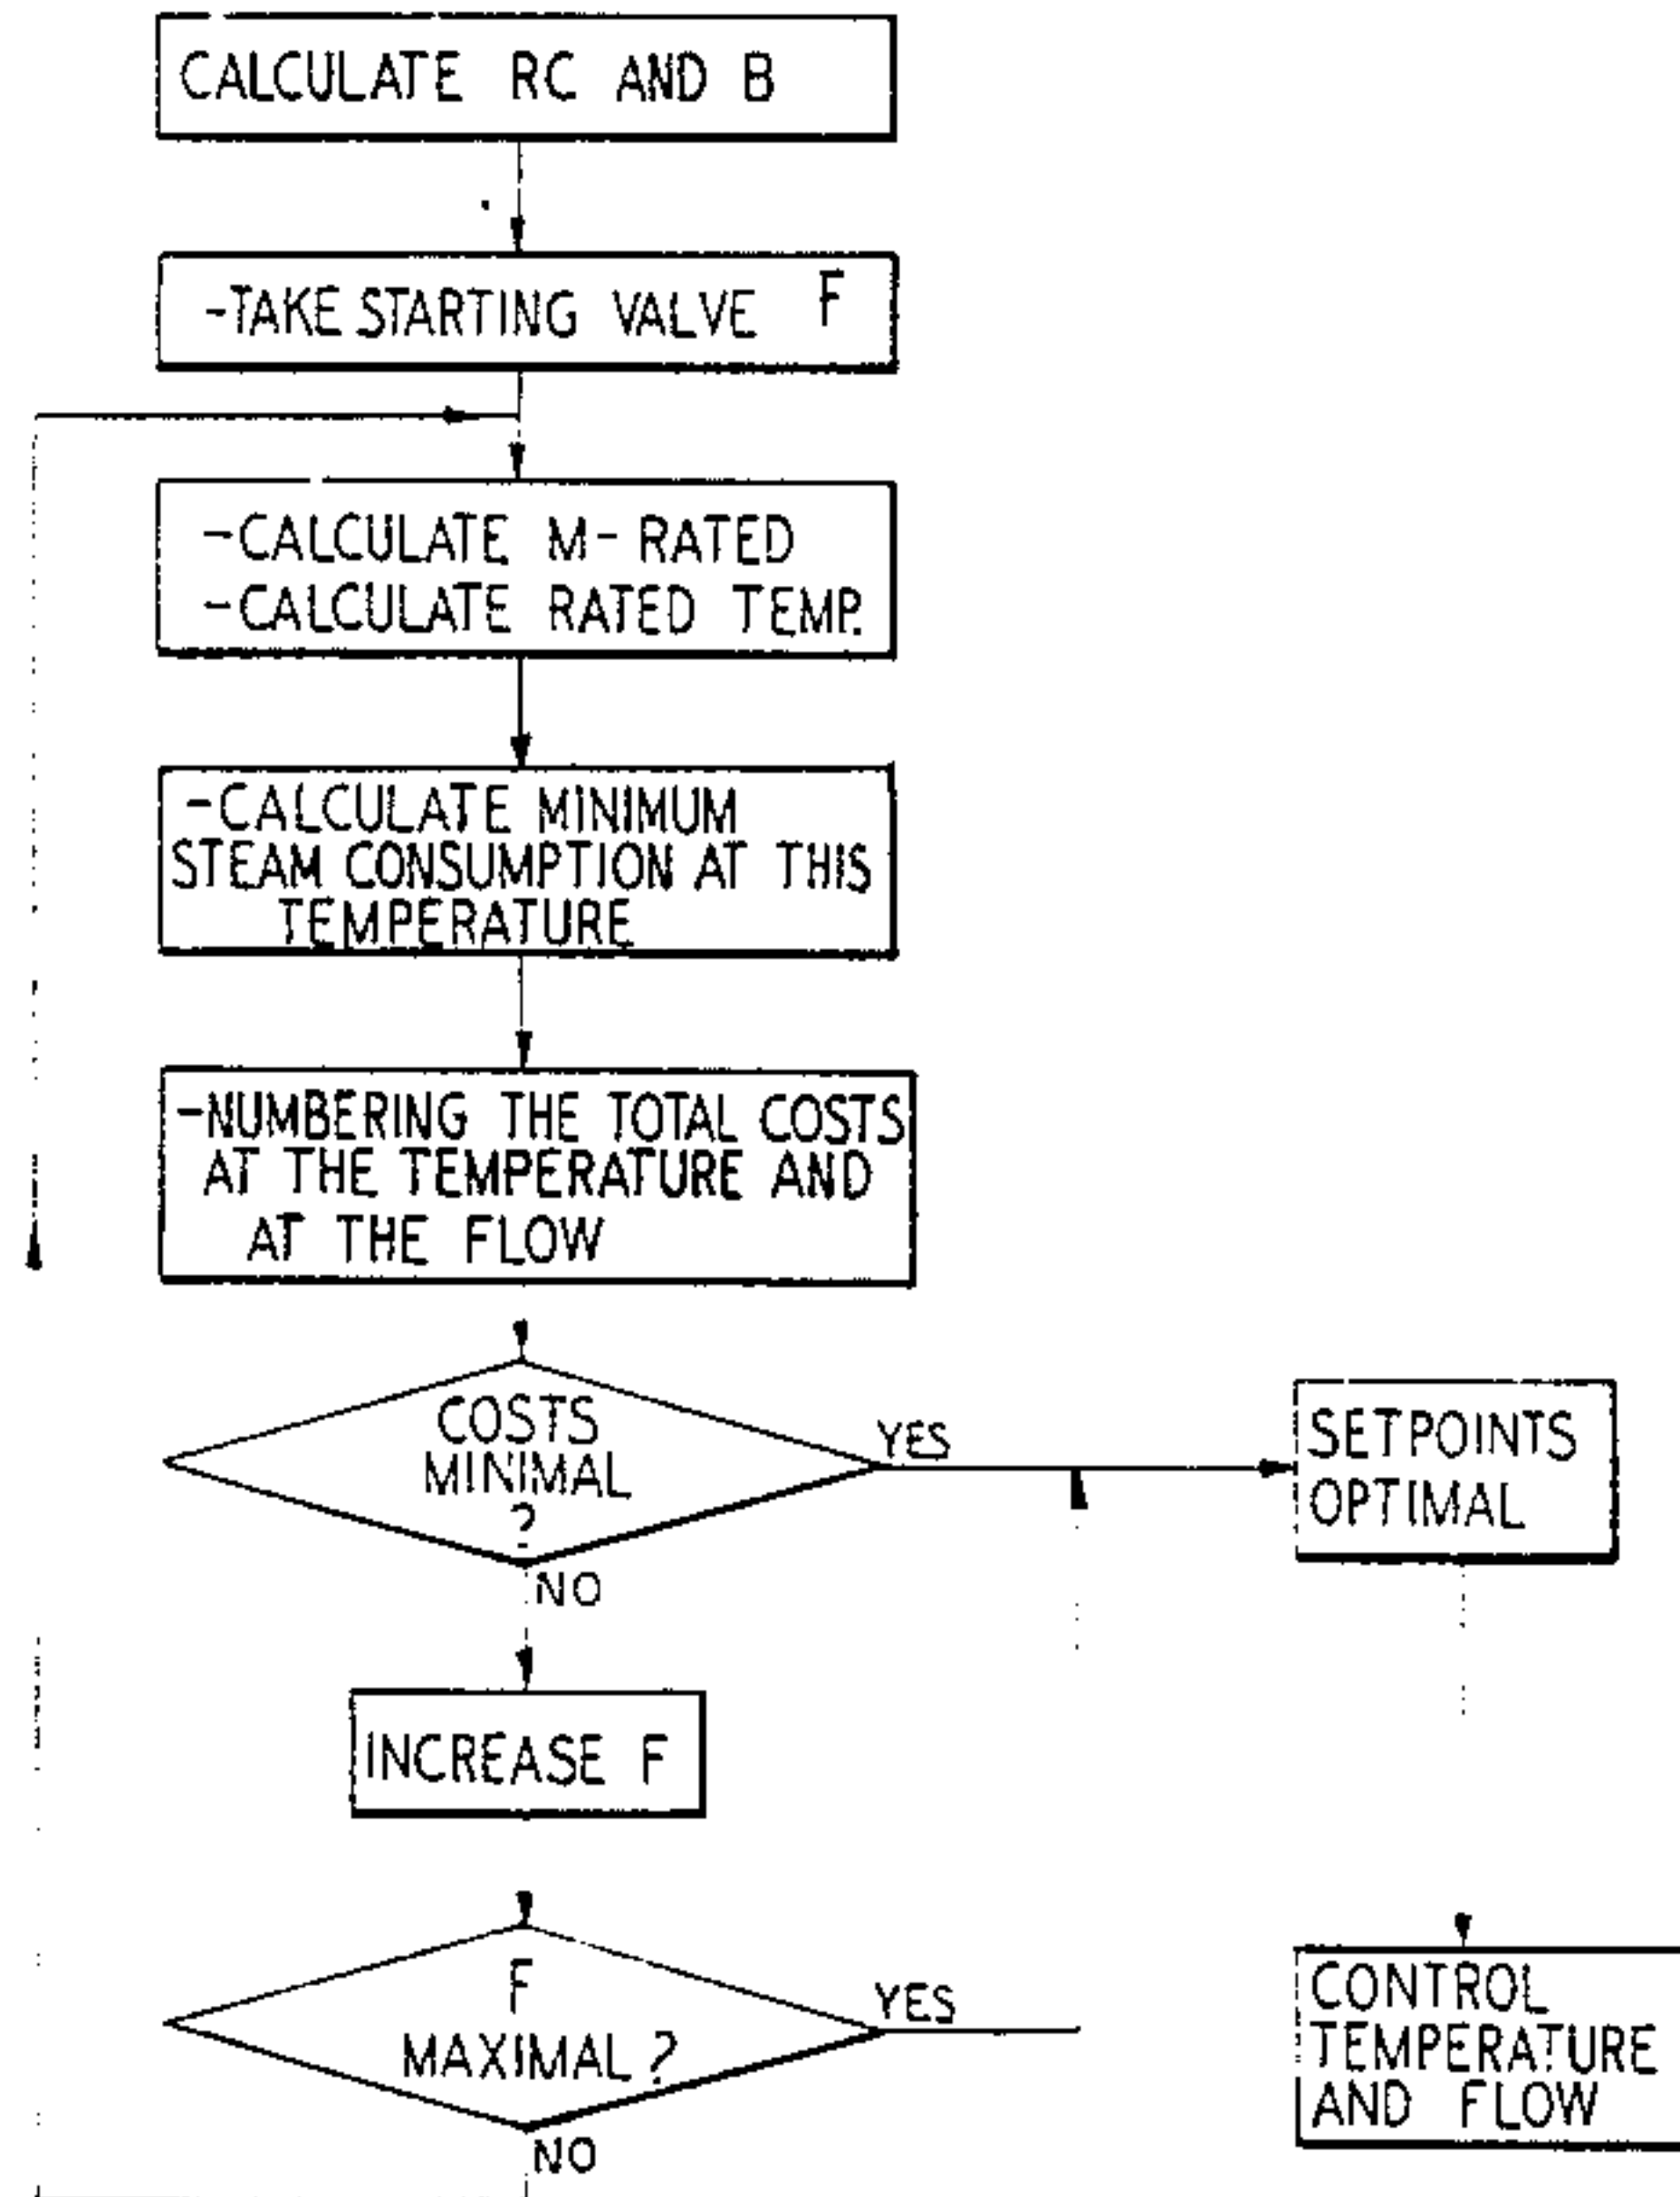 CALCULATE RC AND B
-TAKE STARTING VALVE F
-CALCULATE M-RATED
-CALCULATE RATED TEMP.
-CALCULATE MINIMUM
STEAM CONSUMPTION AT THIS
TEMPERATURE
-NUMBERING THE TOTAL COSTS
AT THE TEMPERATURE AND
AT THE FLOW
COSTS
MINIMAL
?
YES
SETPOINTS
OPTIMAL
NO
INCREASE F
F
MAXIMAL?
YES
CONTROL
TEMPERATURE
AND FLOW
NO